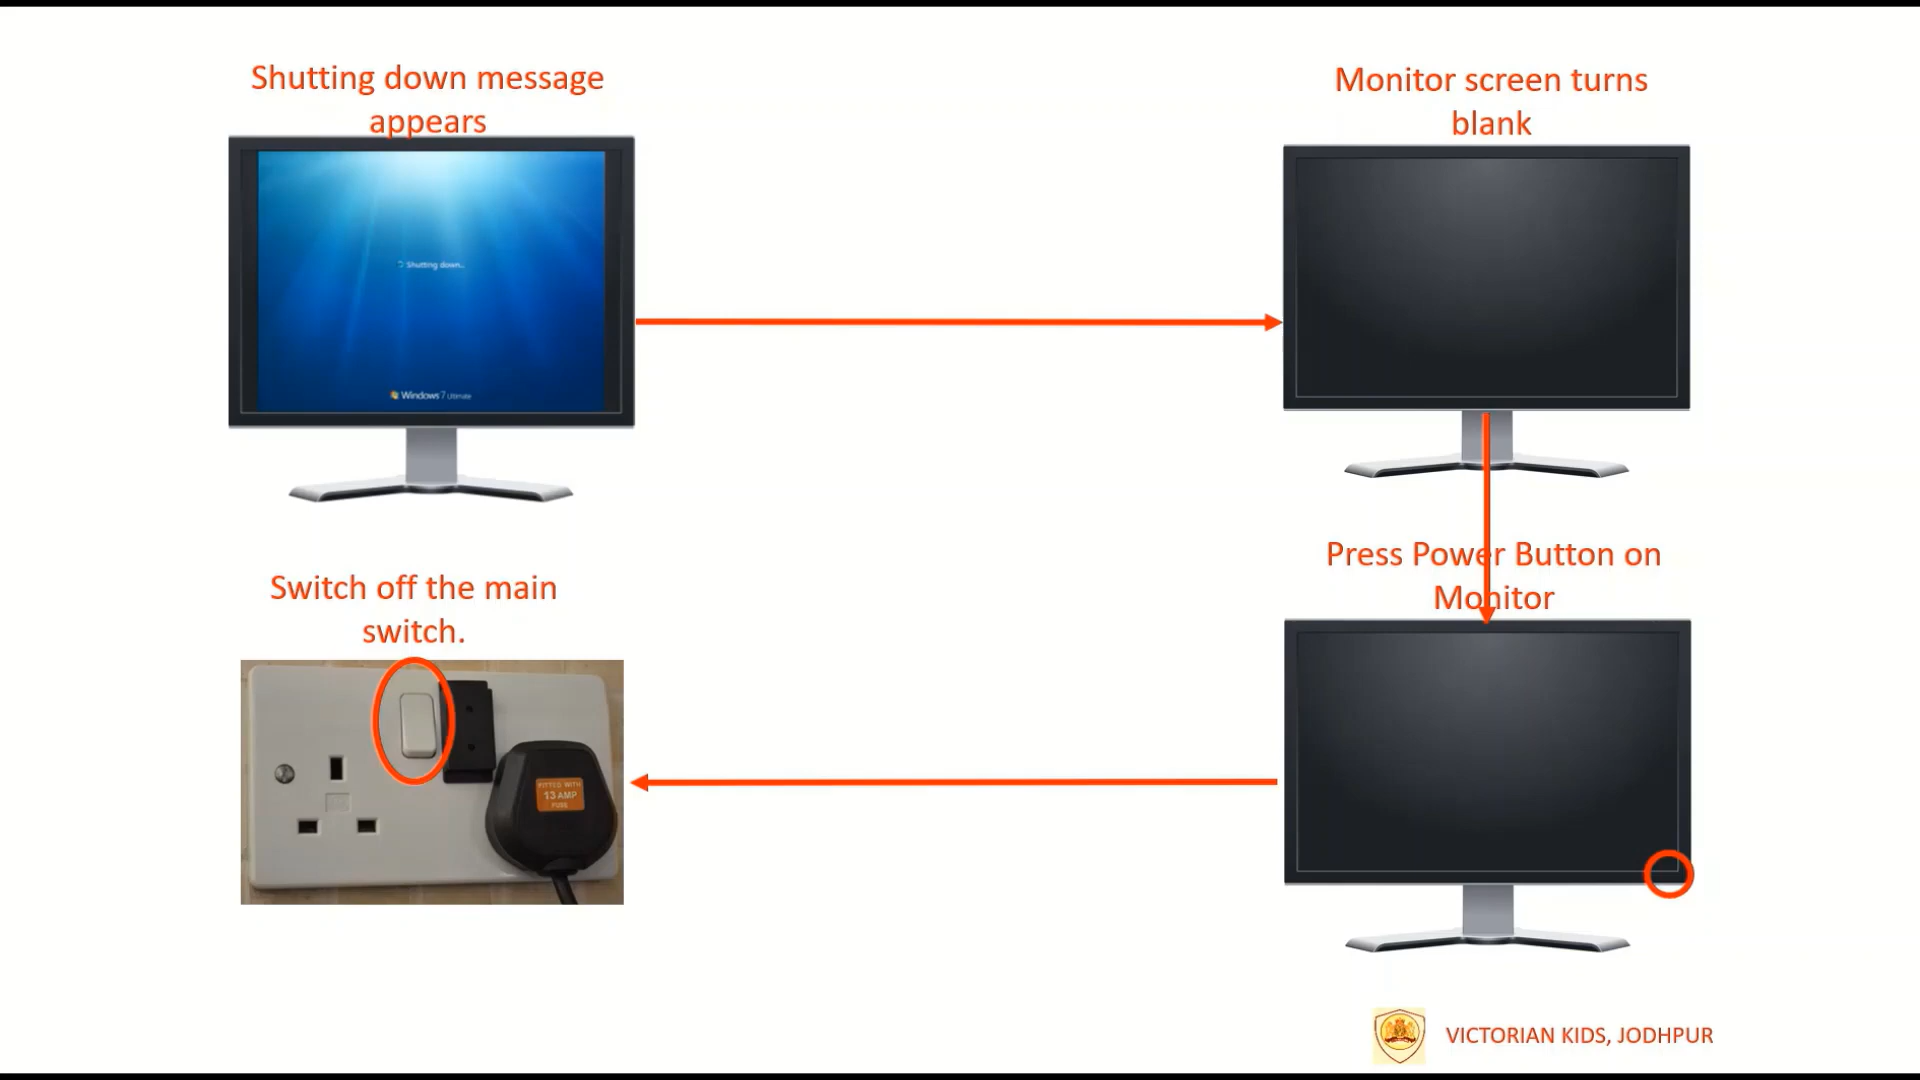 Shutting down message
appears
Monitor screen turns
blank
Shutting down...
Windows 7 Ultimate
Press Power Button on
Monitor
Switch off the main
switch.
FITTED WITH
13 AMP
FUSE
VICTORIAN KIDS, JODHPUR